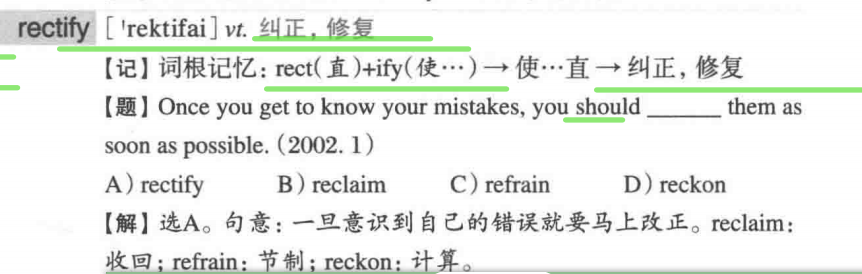 rectify ['rektifai] vt. 纠正, 修复
【记】词根记忆: rect(直)+ify(使…)→使…直→纠正, 修复
【题】Once you get to know your mistakes, you should ______ them as
soon as possible. (2002. 1)
A) rectify B) reclaim C) refrain D) reckon
【解】选A。句意: 一旦意识到自己的错误就要马上改正。reclaim:
收回; refrain: 节制; reckon: 计算。